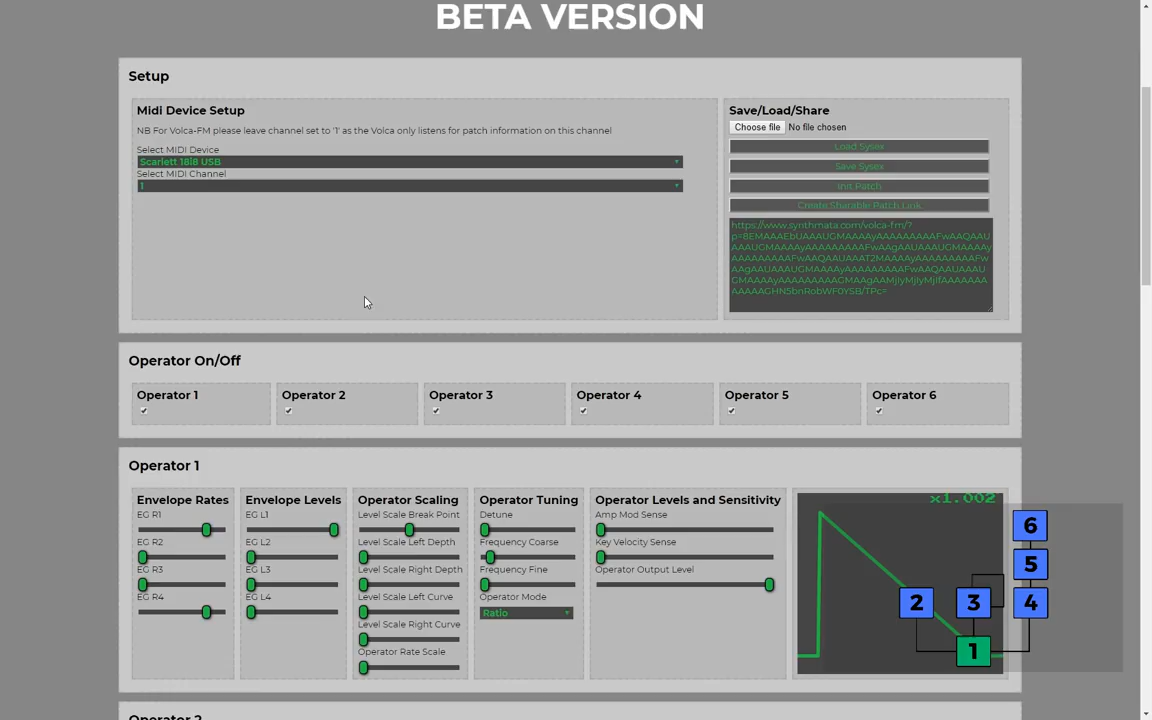 BETA VERSION
Setup
Midi Device Setup
NB For Volca-FM please leave channel set to '1' as the Volca only listens for patch information on this channel
Select MIDI Device
Scarlett 18i8 USB
Select MIDI Channel
1
Save/Load/Share
Choose file No file chosen
Load Sysex
Save Sysex
Init Patch
Create Sharable Patch Link
https://www.synthmata.com/volca-fm/?
Operator On/Off
Operator 1
Operator 2
Operator 3
Operator 4
Operator 5
Operator 6
Operator 1
Envelope Rates
EG R1
EG R2
EG R3
EG R4
Envelope Levels
EG L1
EG L2
EG L3
EG L4
Operator Scaling
Level Scale Break Point
Level Scale Left Depth
Level Scale Right Depth
Level Scale Left Curve
Level Scale Right Curve
Operator Rate Scale
Operator Tuning
Detune
Frequency Coarse
Frequency Fine
Operator Mode
Ratio
Operator Levels and Sensitivity
Amp Mod Sense
Key Velocity Sense
Operator Output Level
x1.002
6
5
2 3 4
1
Operator 2